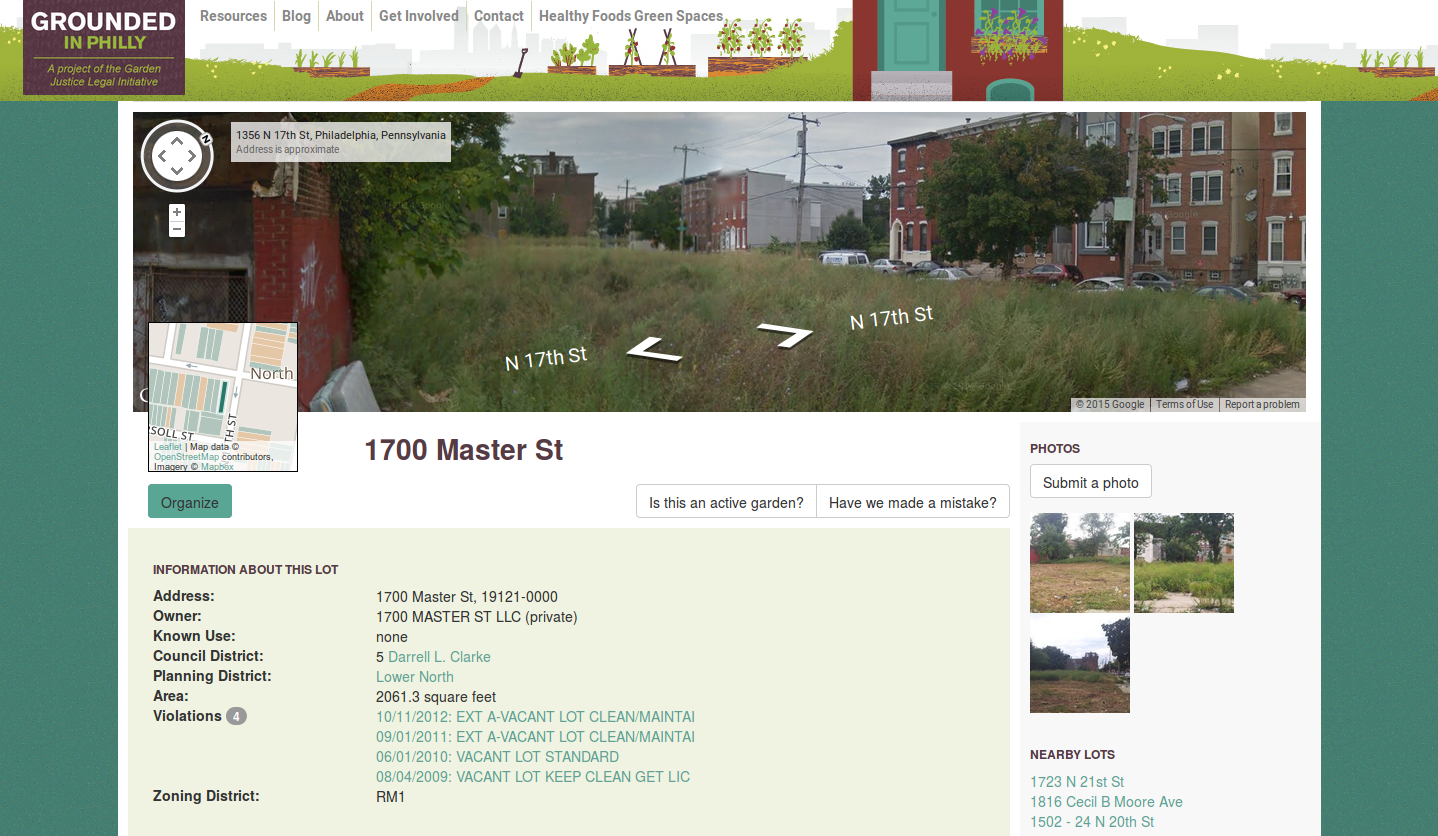 GROUNDED
IN PHILLY
A project of the Garden
Justice Legal Initiative
Resources
Blog
About
Get Involved
Contact
Healthy Foods Green Spaces
N
1356 N 17th St, Philadelphia, Pennsylvania
Address is approximate
+
−
N 17th St
N 17th St
© 2015 Google
Terms of Use
Report a problem
North
Leaflet | Map data ©
OpenStreetMap contributors,
Imagery © Mapbox
1700 Master St
Organize
Is this an active garden?
Have we made a mistake?
INFORMATION ABOUT THIS LOT
Address: 1700 Master St, 19121-0000
Owner: 1700 MASTER ST LLC (private)
Known Use: none
Council District: 5 Darrell L. Clarke
Planning District: Lower North
Area: 2061.3 square feet
Violations 4 10/11/2012: EXT A-VACANT LOT CLEAN/MAINTAI
09/01/2011: EXT A-VACANT LOT CLEAN/MAINTAI
06/01/2010: VACANT LOT STANDARD
08/04/2009: VACANT LOT KEEP CLEAN GET LIC
Zoning District: RM1
PHOTOS
Submit a photo
NEARBY LOTS
1723 N 21st St
1816 Cecil B Moore Ave
1502 - 24 N 20th St